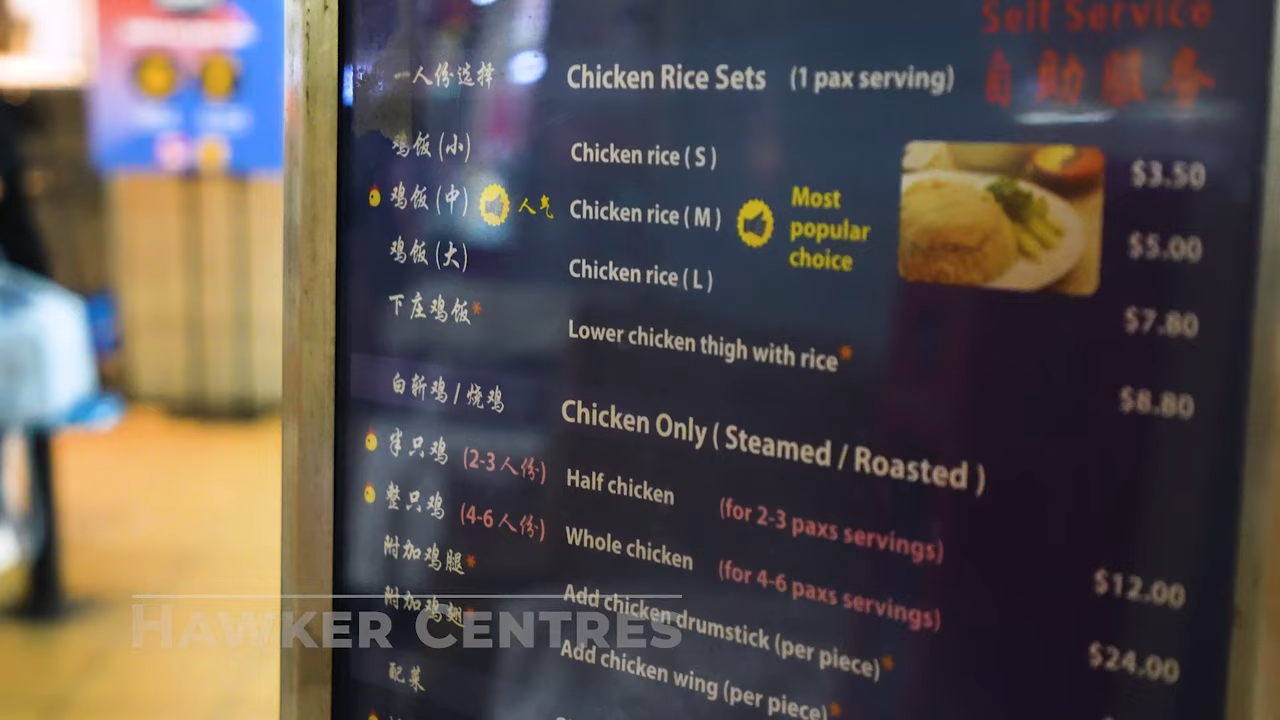 Self Service
自助服务
人份选择 Chicken Rice Sets (1 pax serving)
鸡饭 (小) Chicken rice ( S ) $3.50
鸡饭 (中) 人气 Chicken rice ( M ) Most popular choice $5.00
鸡饭 (大) Chicken rice ( L ) $7.80
下庄鸡饭* Lower chicken thigh with rice* $8.80
白斩鸡 / 烧鸡 Chicken Only ( Steamed / Roasted )
半只鸡 (2-3 人份) Half chicken (for 2-3 paxs servings) $12.00
整只鸡 (4-6 人份) Whole chicken (for 4-6 paxs servings) $24.00
附加鸡腿* Add chicken drumstick (per piece)*
附加鸡翅* Add chicken wing (per piece)*
配菜
HAWKER CENTRES